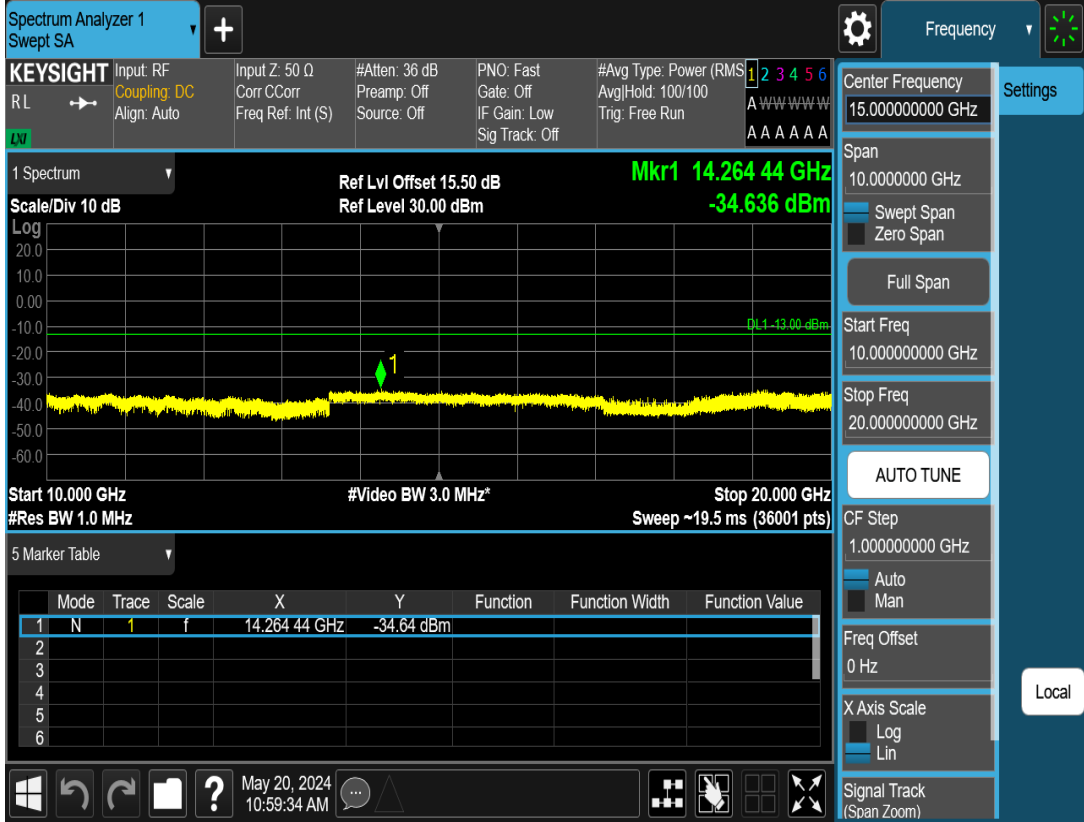 Spectrum Analyzer 1
Swept SA
+
Frequency
KEYSIGHT
R L
LXI
Input: RF
Coupling: DC
Align: Auto
Input Z: 50 Ω
Corr CCorr
Freq Ref: Int (S)
#Atten: 36 dB
Preamp: Off
Source: Off
PNO: Fast
Gate: Off
IF Gain: Low
Sig Track: Off
#Avg Type: Power (RMS
Avg|Hold: 100/100
Trig: Free Run
1 2 3 4 5 6
A W W W W W
A A A A A A
1 Spectrum
Scale/Div 10 dB
Ref Lvl Offset 15.50 dB
Ref Level 30.00 dBm
Mkr1 14.264 44 GHz
-34.636 dBm
Log
20.0
10.0
0.00
-10.0
-20.0
-30.0
-40.0
-50.0
-60.0
DL1 -13.00 dBm
1
Start 10.000 GHz
#Video BW 3.0 MHz*
Stop 20.000 GHz
#Res BW 1.0 MHz
Sweep ~19.5 ms (36001 pts)
5 Marker Table
Mode Trace Scale X Y Function Function Width Function Value
1 N 1 f 14.264 44 GHz -34.64 dBm
2
3
4
5
6
?
May 20, 2024
10:59:34 AM
Center Frequency
15.000000000 GHz
Span
10.0000000 GHz
Swept Span
Zero Span
Full Span
Start Freq
10.000000000 GHz
Stop Freq
20.000000000 GHz
AUTO TUNE
CF Step
1.000000000 GHz
Auto
Man
Freq Offset
0 Hz
X Axis Scale
Log
Lin
Signal Track
(Span Zoom)
Settings
Local